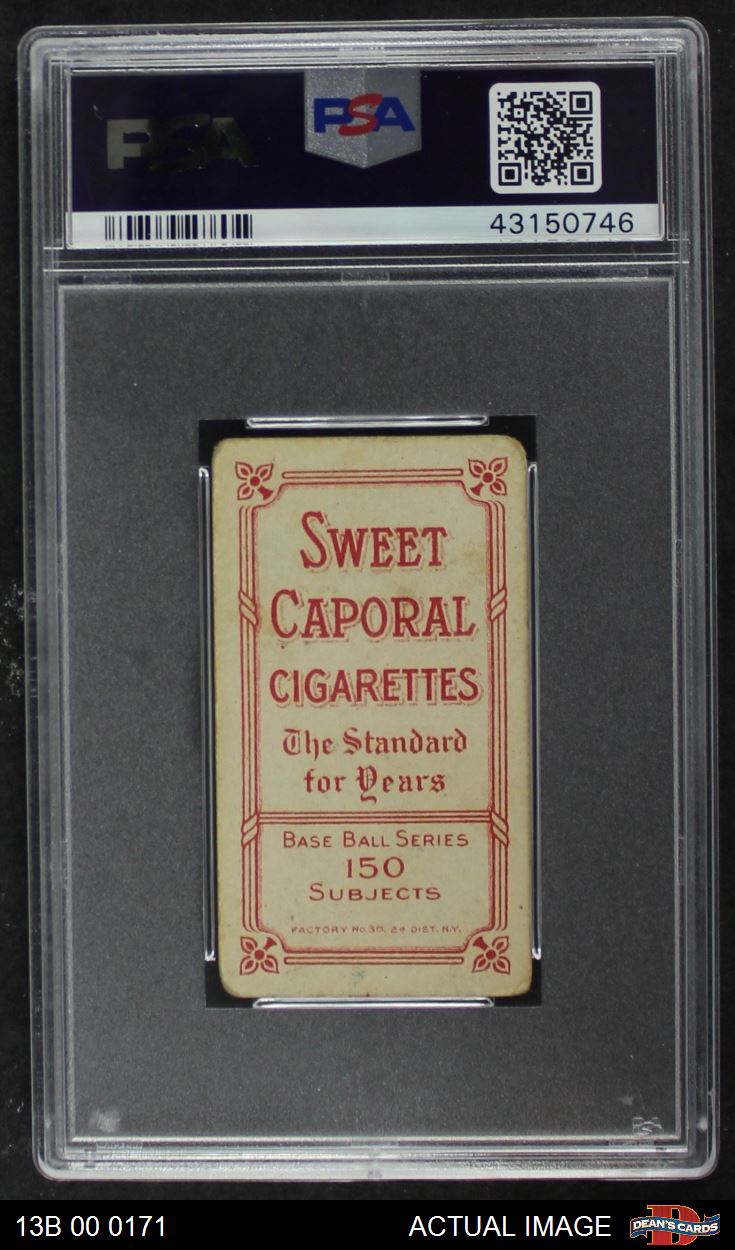 PSA
PSA
43150746
SWEET
CAPORAL
CIGARETTES
The Standard
for Years
BASE BALL SERIES
150
SUBJECTS
FACTORY No. 30, 2d DIST. N.Y.
PSA
13B 00 0171
ACTUAL IMAGE
DEAN'S CARDS